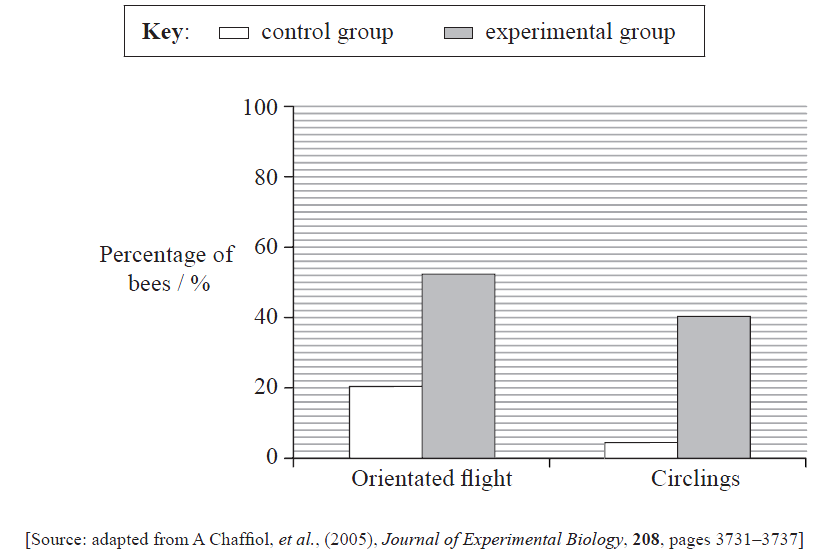 Key: control group experimental group
100
80
60
40
20
0
Percentage of
bees / %
Orientated flight Circlings
[Source: adapted from A Chaffiol, et al., (2005), Journal of Experimental Biology, 208, pages 3731–3737]